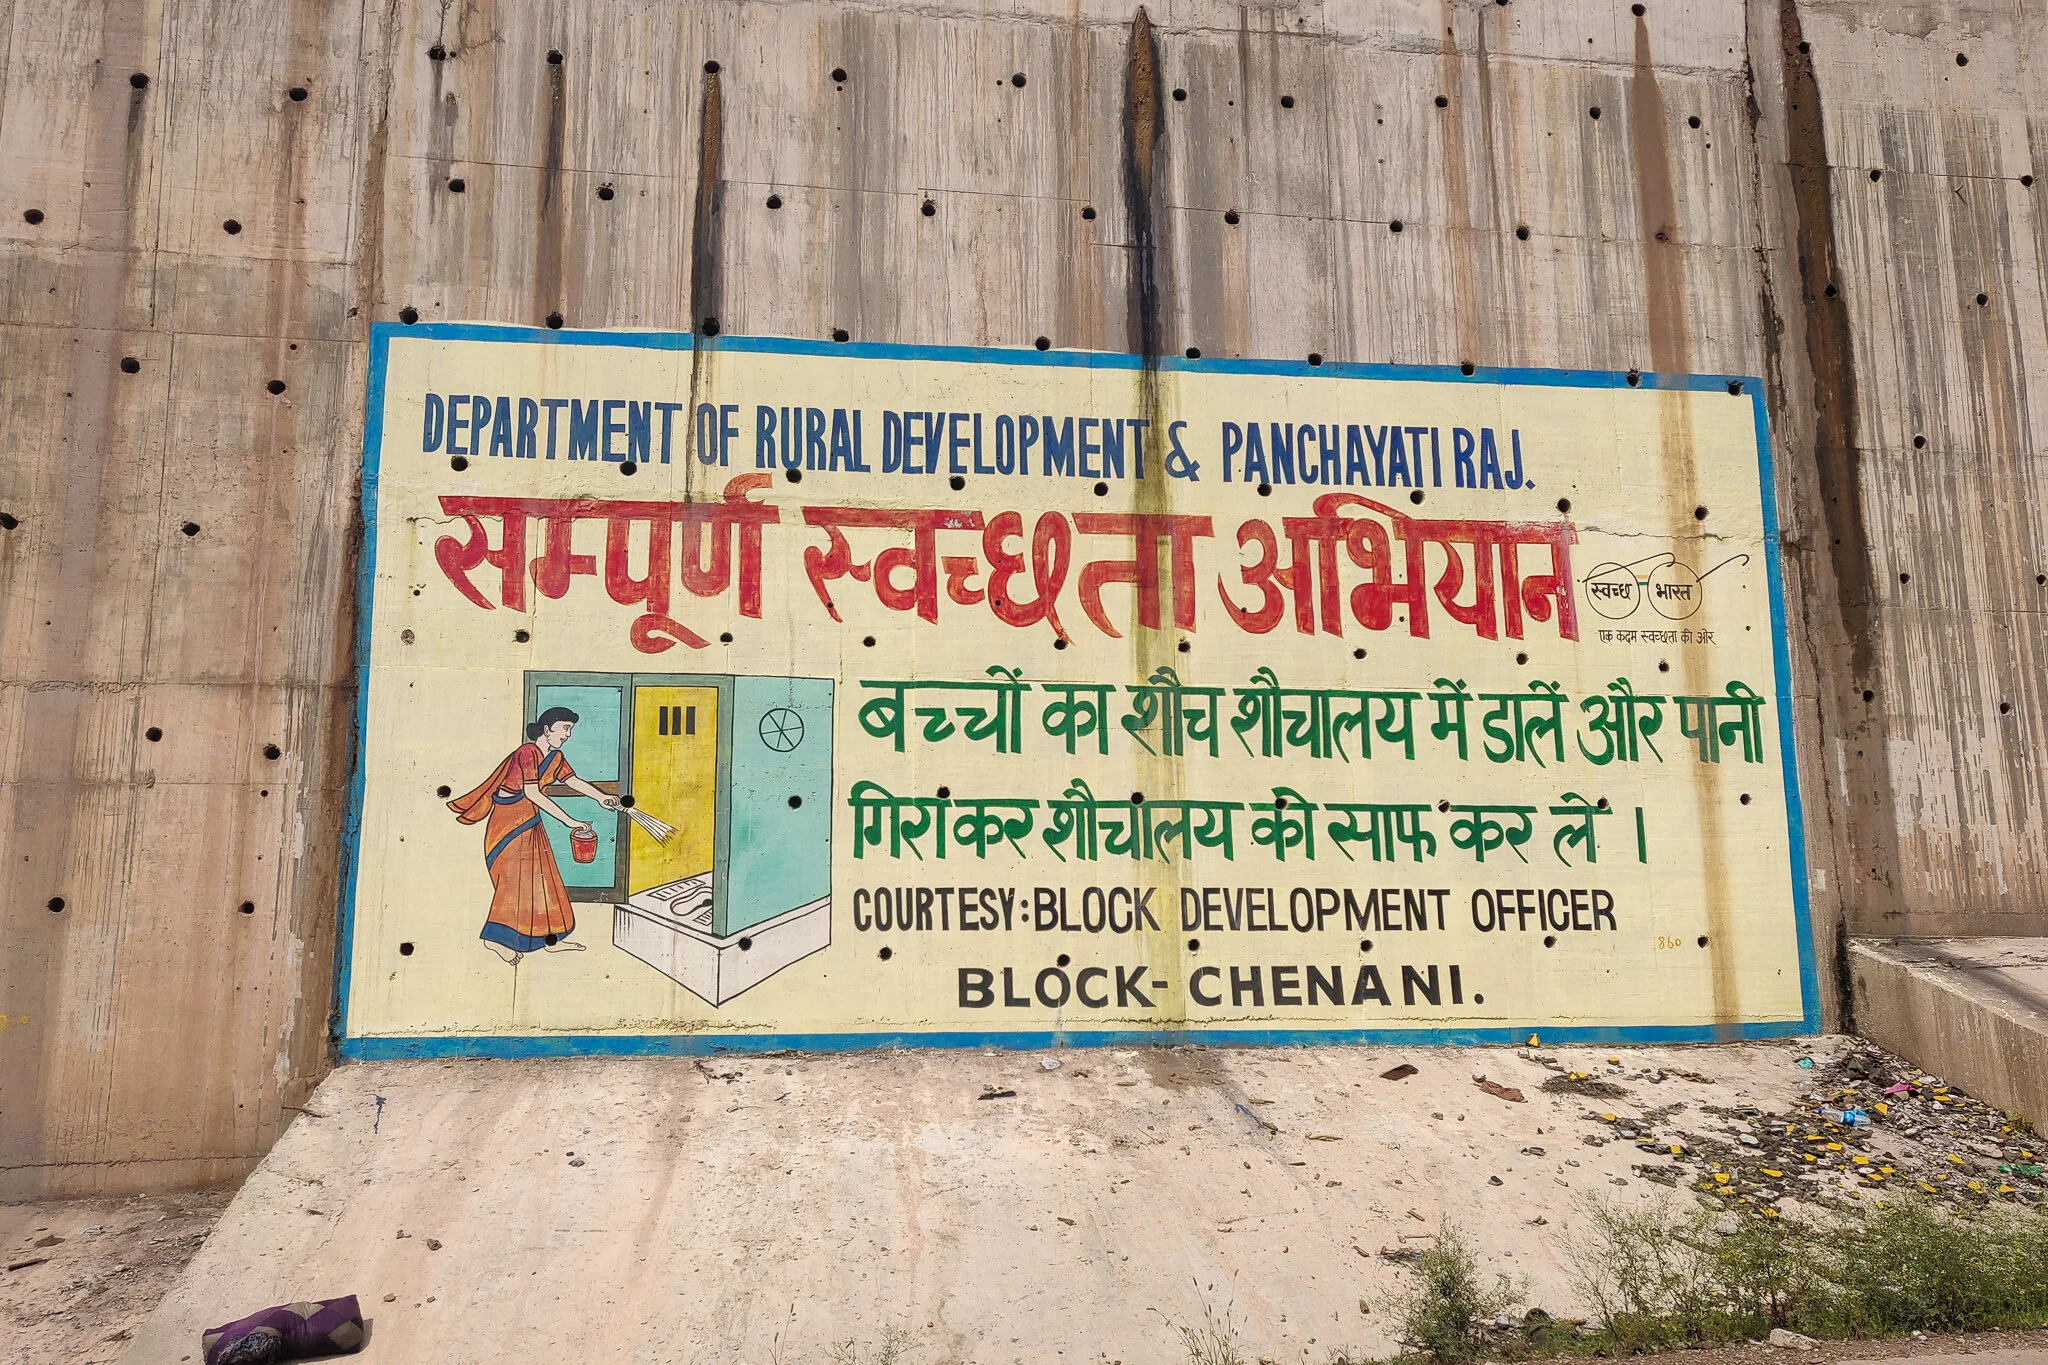 DEPARTMENT OF RURAL DEVELOPMENT & PANCHAYATI RAJ.
सम्पूर्ण स्वच्छता अभियान
स्वच्छ भारत
एक कदम स्वच्छता की ओर
बच्चों का शौच शौचालय में डालें और पानी
गिरांकर शौचालय को साफ कर ले ।
COURTESY:BLOCK DEVELOPMENT OFFICER
860
BLOCK- CHENANI.